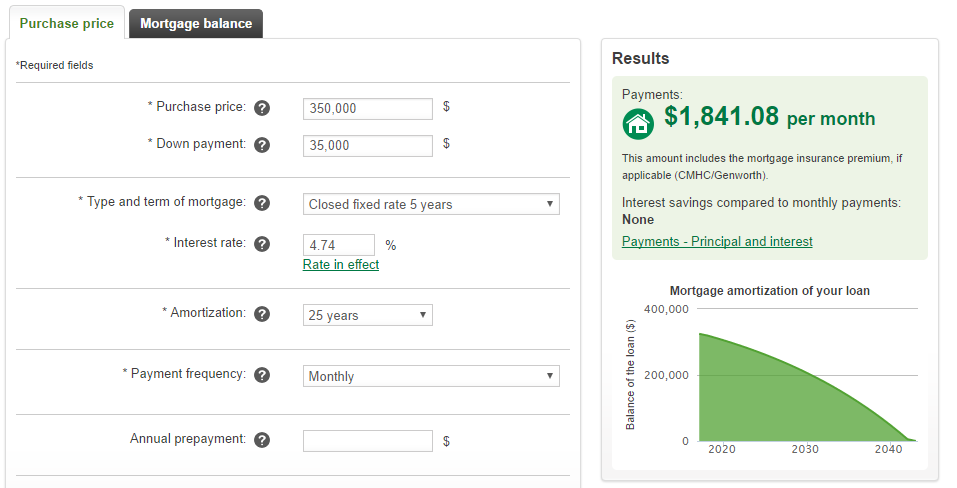 Purchase price
Mortgage balance
*Required fields
* Purchase price: ?
350,000
$
* Down payment: ?
35,000
$
* Type and term of mortgage: ?
Closed fixed rate 5 years
* Interest rate: ?
4.74
%
Rate in effect
* Amortization: ?
25 years
* Payment frequency: ?
Monthly
Annual prepayment: ?
$
Results
Payments:
$1,841.08 per month
This amount includes the mortgage insurance premium, if
applicable (CMHC/Genworth).
Interest savings compared to monthly payments:
None
Payments - Principal and interest
Mortgage amortization of your loan
Balance of the loan ($)
400,000
200,000
0
2020
2030
2040